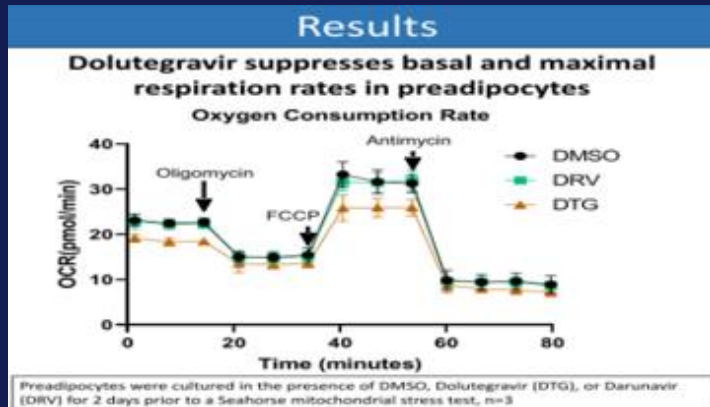 Results
Dolutegravir suppresses basal and maximal
respiration rates in preadipocytes
Oxygen Consumption Rate
40
30
20
10
0
OCR(pmol/min)
Oligomycin
FCCP
Antimycin
DMSO
DRV
DTG
0 20 40 60 80
Time (minutes)
Preadipocytes were cultured in the presence of DMSO, Dolutegravir (DTG), or Darunavir
(DRV) for 2 days prior to a Seahorse mitochondrial stress test, n=3